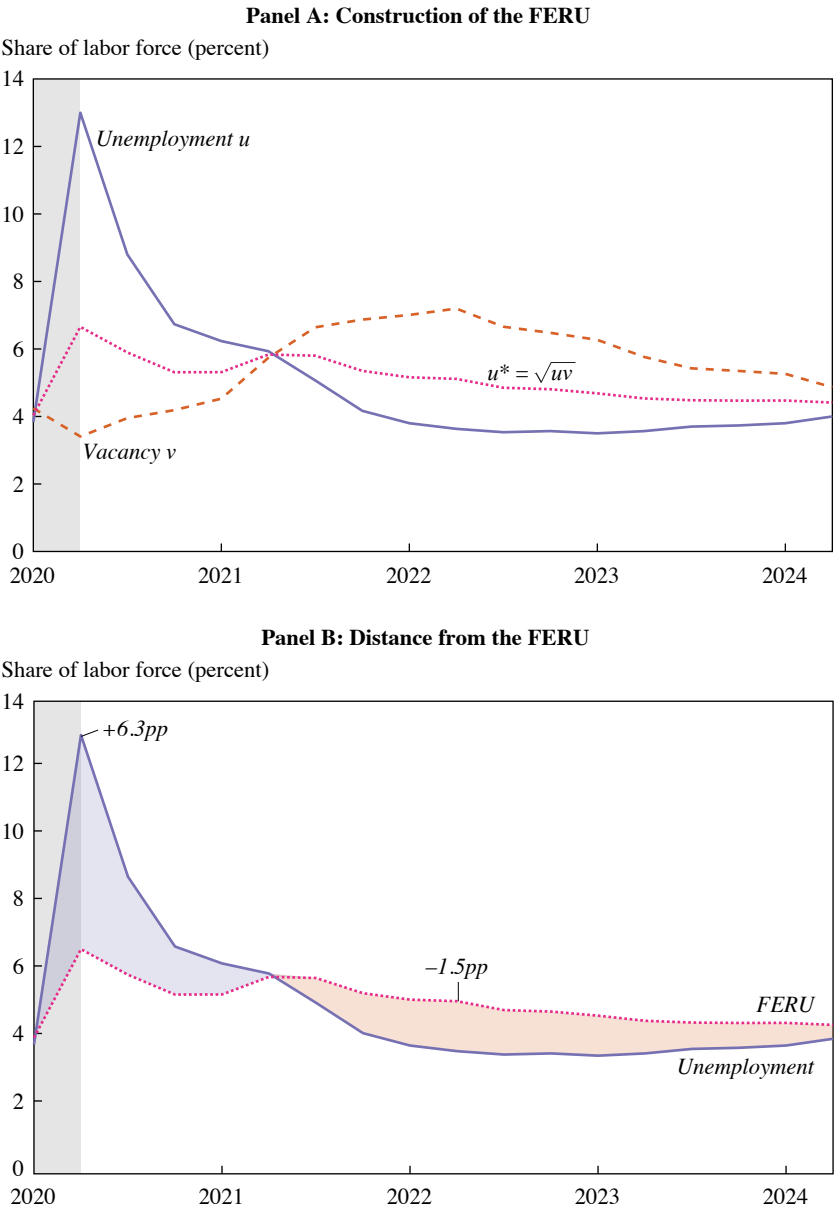 Panel A: Construction of the FERU
Share of labor force (percent)
14
12
10
8
6
4
2
0
Unemployment u
u* = √uv
Vacancy v
2020 2021 2022 2023 2024
Panel B: Distance from the FERU
Share of labor force (percent)
14
12
10
8
6
4
2
0
+6.3pp
–1.5pp
FERU
Unemployment
2020 2021 2022 2023 2024